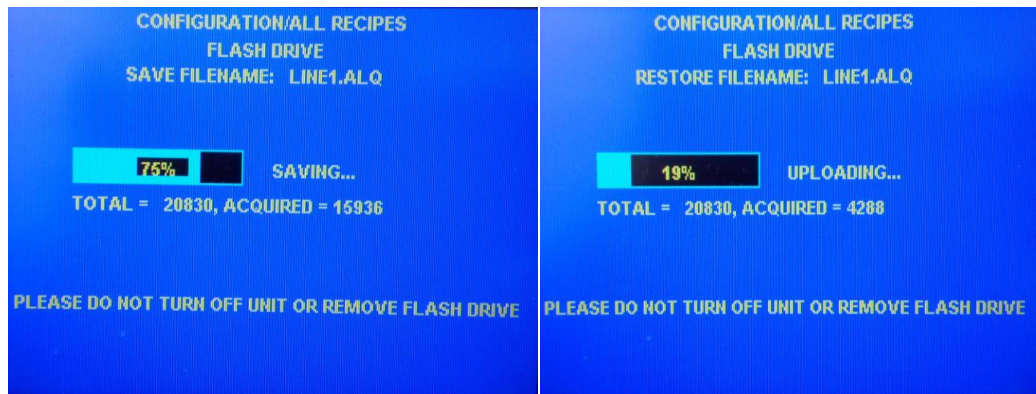 CONFIGURATION/ALL RECIPES
FLASH DRIVE
SAVE FILENAME: LINE1.ALQ
75% SAVING...
TOTAL = 20830, ACQUIRED = 15936
PLEASE DO NOT TURN OFF UNIT OR REMOVE FLASH DRIVE
CONFIGURATION/ALL RECIPES
FLASH DRIVE
RESTORE FILENAME: LINE1.ALQ
19% UPLOADING...
TOTAL = 20830, ACQUIRED = 4288
PLEASE DO NOT TURN OFF UNIT OR REMOVE FLASH DRIVE